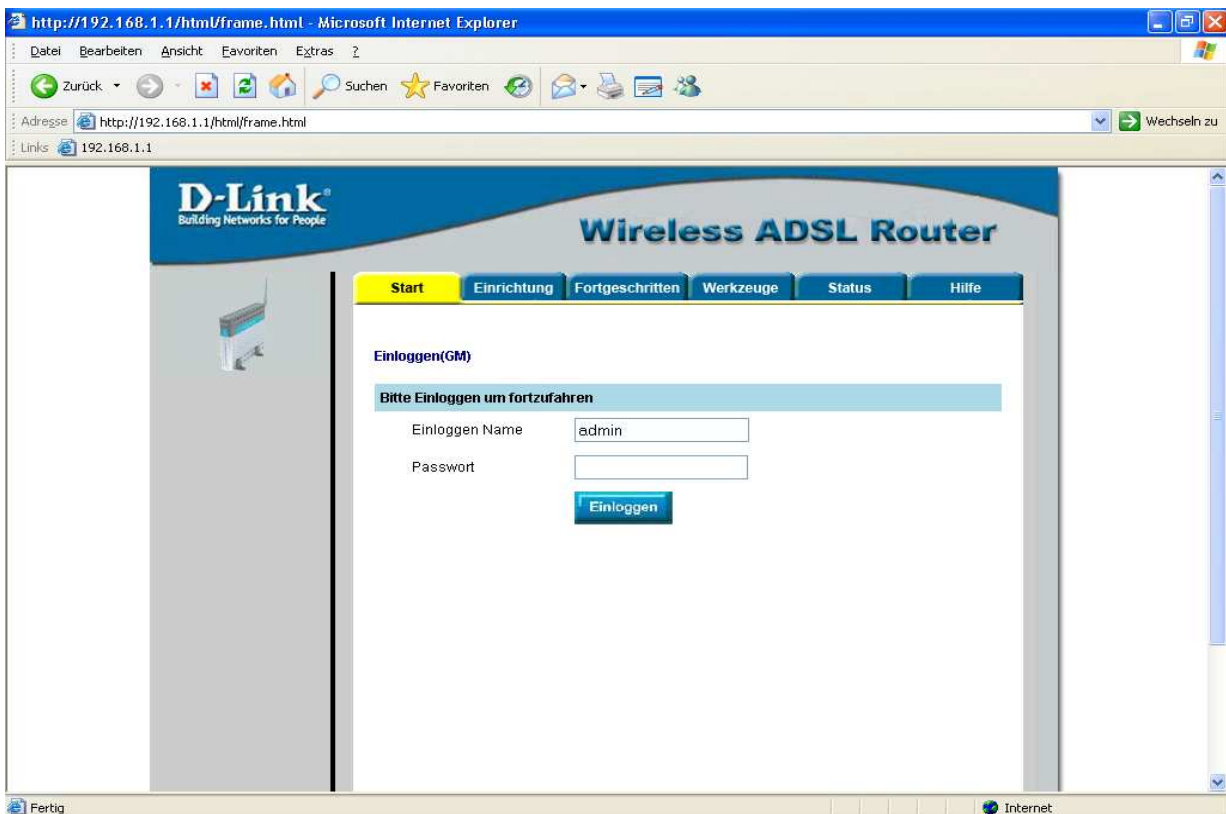 http://192.168.1.1/html/frame.html - Microsoft Internet Explorer
Datei Bearbeiten Ansicht Favoriten Extras ?
Zurück Suchen Favoriten
Adresse http://192.168.1.1/html/frame.html Wechseln zu
Links 192.168.1.1
D-Link®
Building Networks for People
Wireless ADSL Router
Start Einrichtung Fortgeschritten Werkzeuge Status Hilfe
Einloggen(GM)
Bitte Einloggen um fortzufahren
Einloggen Name admin
Passwort
Einloggen
Fertig Internet